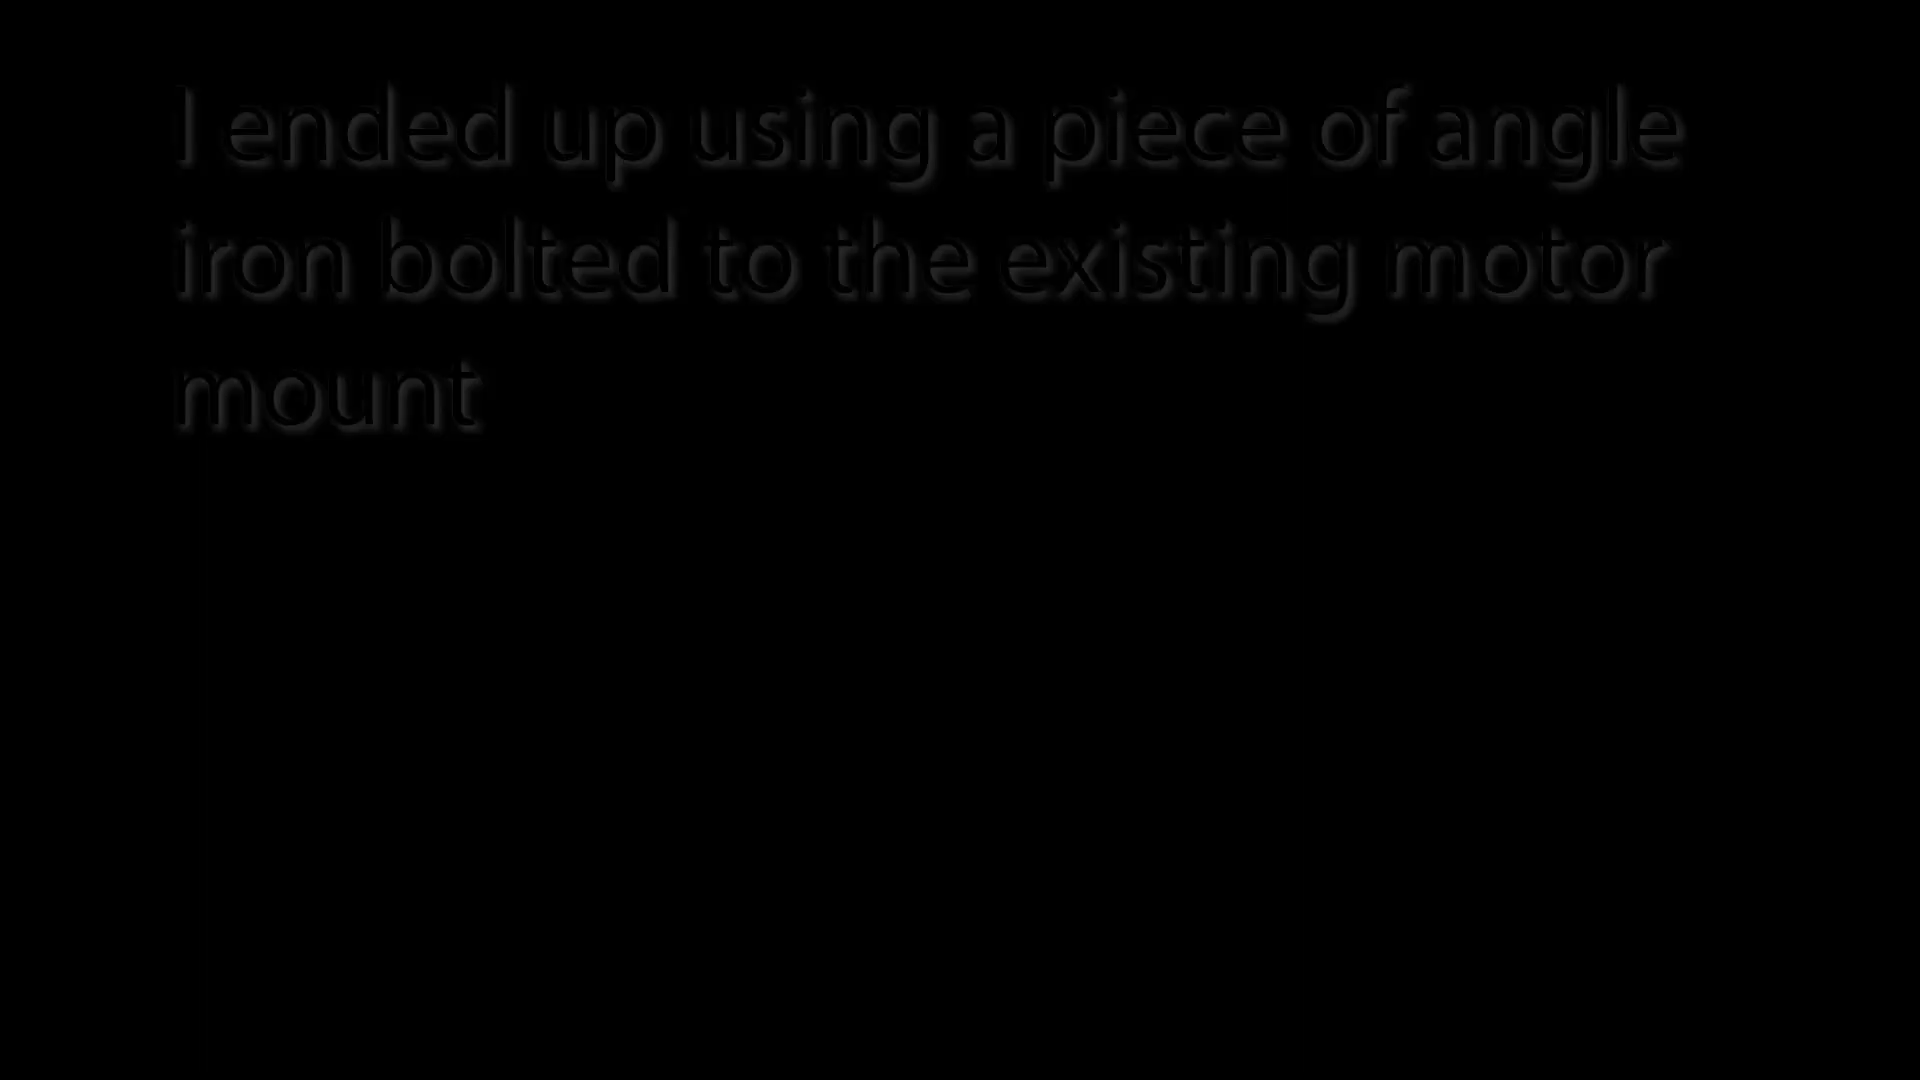 I ended up using a piece of angle
iron bolted to the existing motor
mount